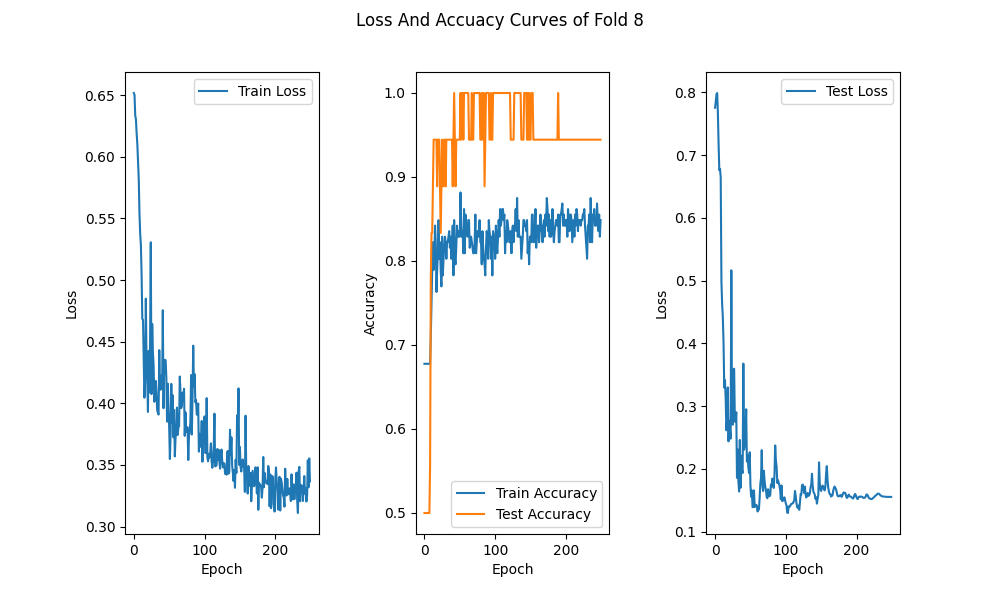 Loss And Accuacy Curves of Fold 8
Train Loss
0.65
0.60
0.55
0.50
0.45
0.40
0.35
0.30
Loss
0 100 200
Epoch
1.0
0.9
0.8
0.7
0.6
0.5
Accuracy
Train Accuracy
Test Accuracy
0 100 200
Epoch
Test Loss
0.8
0.7
0.6
0.5
0.4
0.3
0.2
0.1
Loss
0 100 200
Epoch